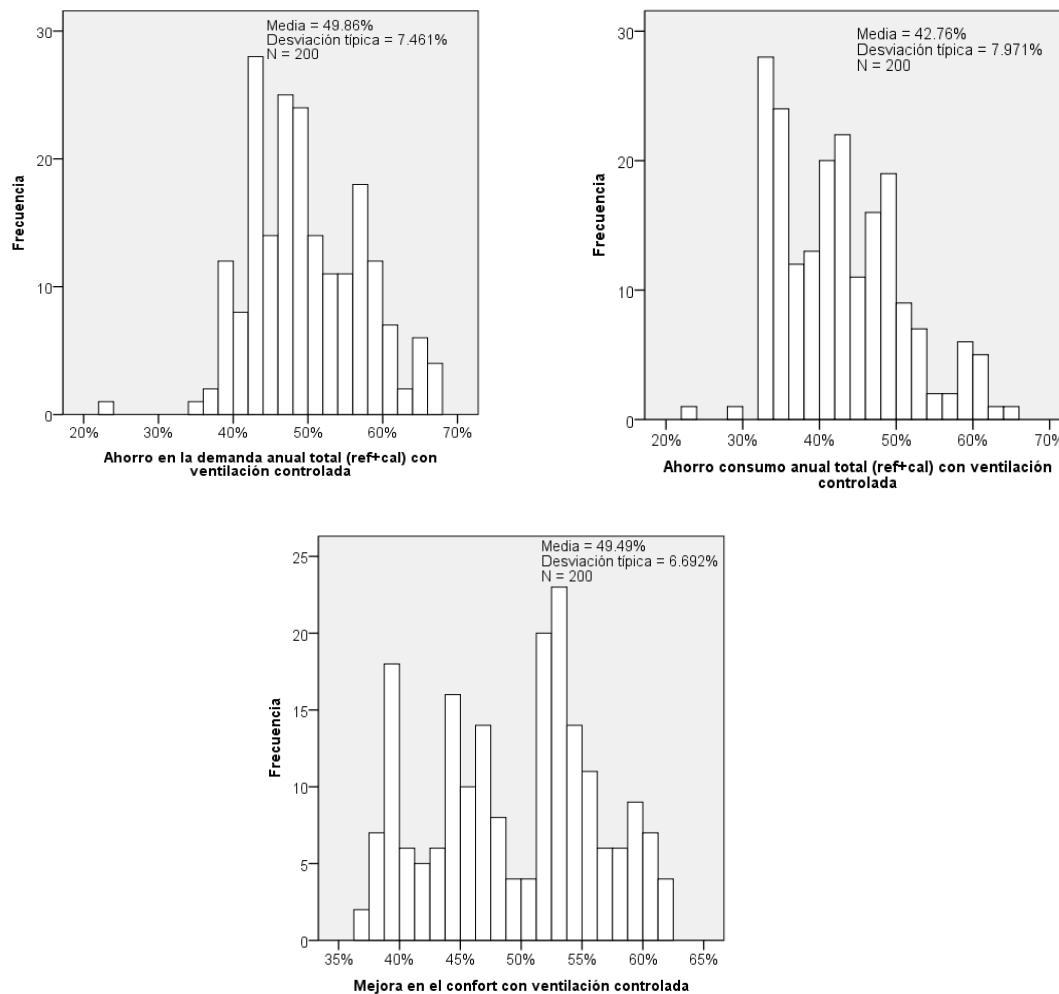 Media = 49.86%
Desviación típica = 7.461%
N = 200
30
20
10
0
Frecuencia
20% 30% 40% 50% 60% 70%
Ahorro en la demanda anual total (ref+cal) con
ventilación controlada
Media = 42.76%
Desviación típica = 7.971%
N = 200
30
20
10
0
Frecuencia
20% 30% 40% 50% 60% 70%
Ahorro consumo anual total (ref+cal) con ventilación
controlada
Media = 49.49%
Desviación típica = 6.692%
N = 200
25
20
15
10
5
0
Frecuencia
35% 40% 45% 50% 55% 60% 65%
Mejora en el confort con ventilación controlada